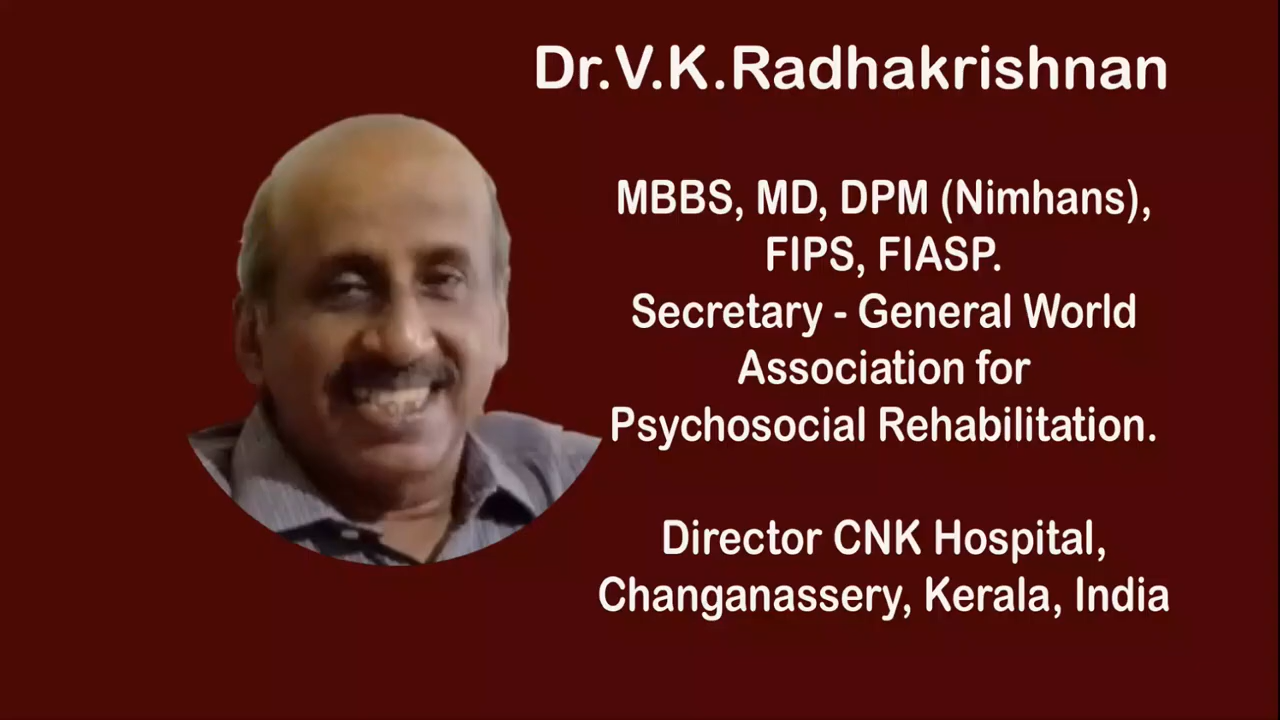 Dr.V.K.Radhakrishnan
MBBS, MD, DPM (Nimhans),
FIPS, FIASP.
Secretary - General World
Association for
Psychosocial Rehabilitation.
Director CNK Hospital,
Changanassery, Kerala, India